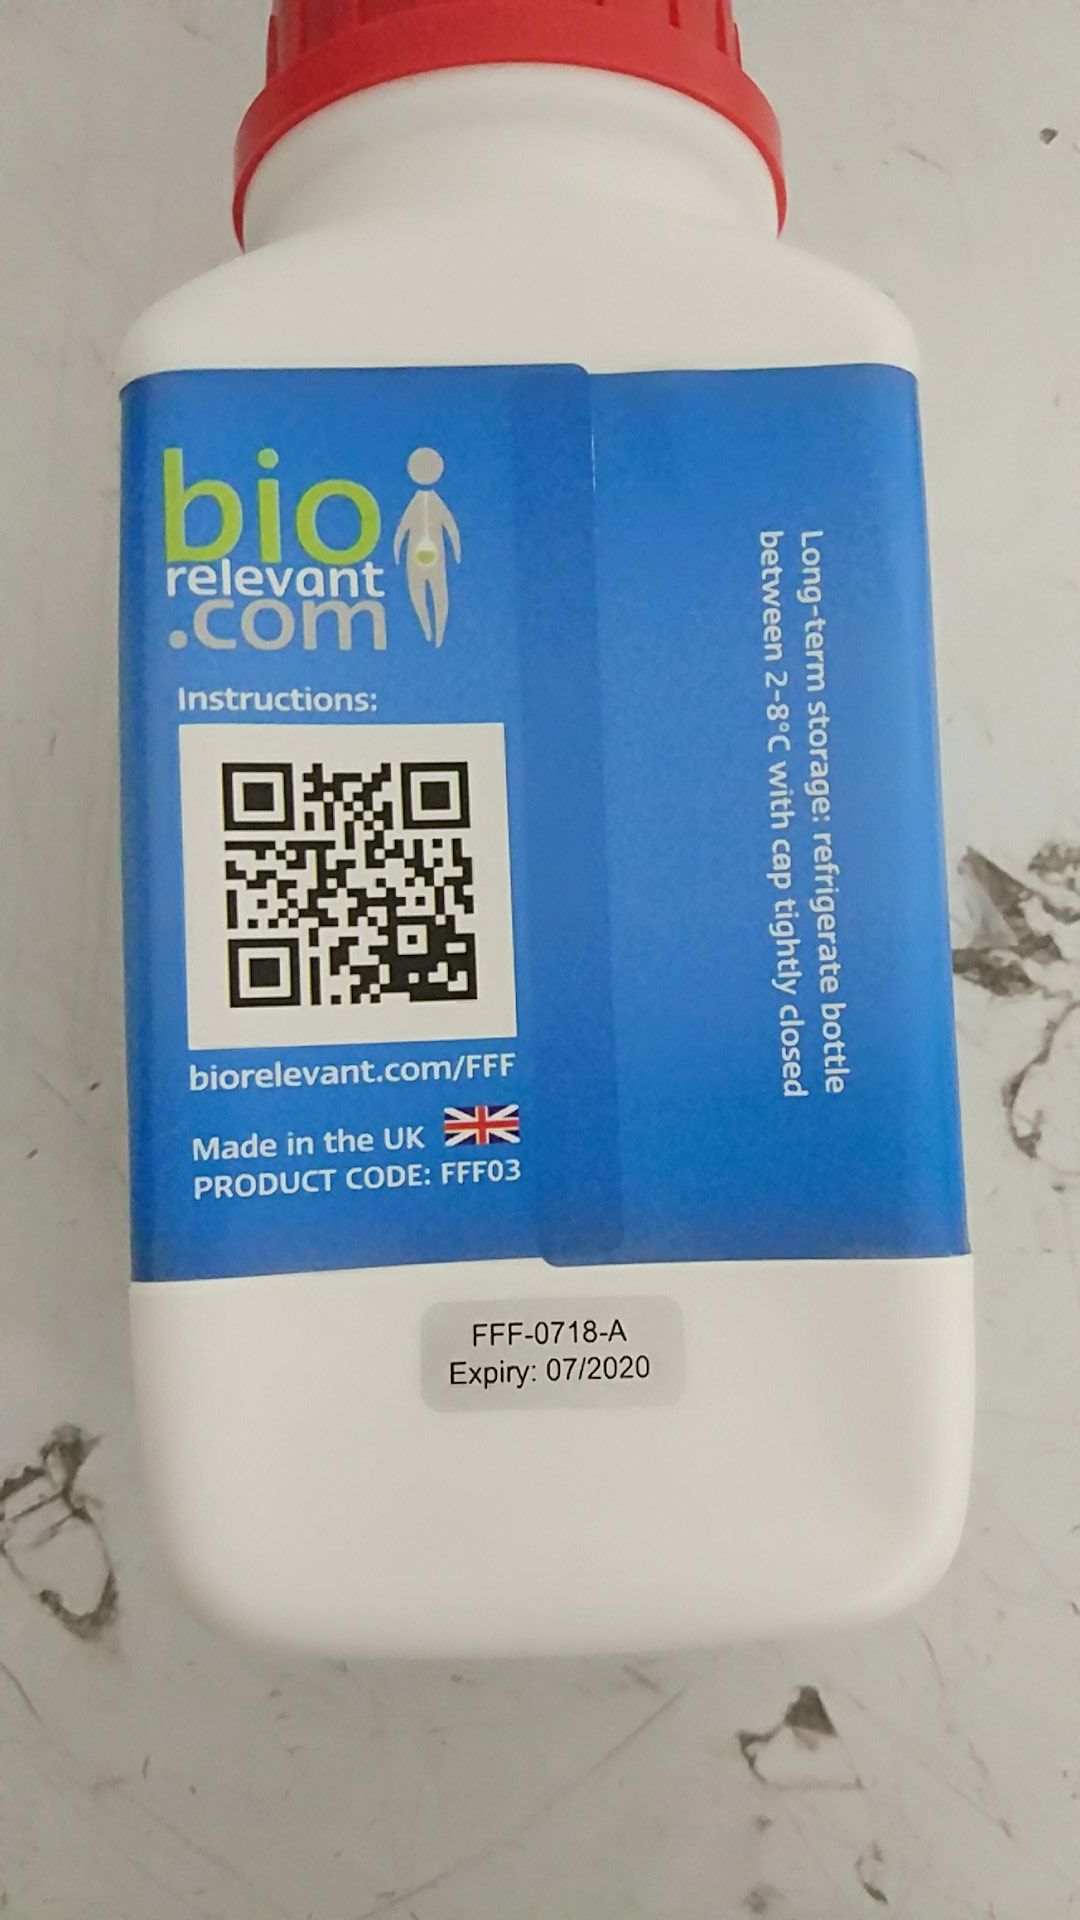 bio
relevant
.com
Instructions:
biorelevant.com/FFF
Made in the UK
PRODUCT CODE: FFF03
Long-term storage: refrigerate bottle
between 2-8°C with cap tightly closed
FFF-0718-A
Expiry: 07/2020